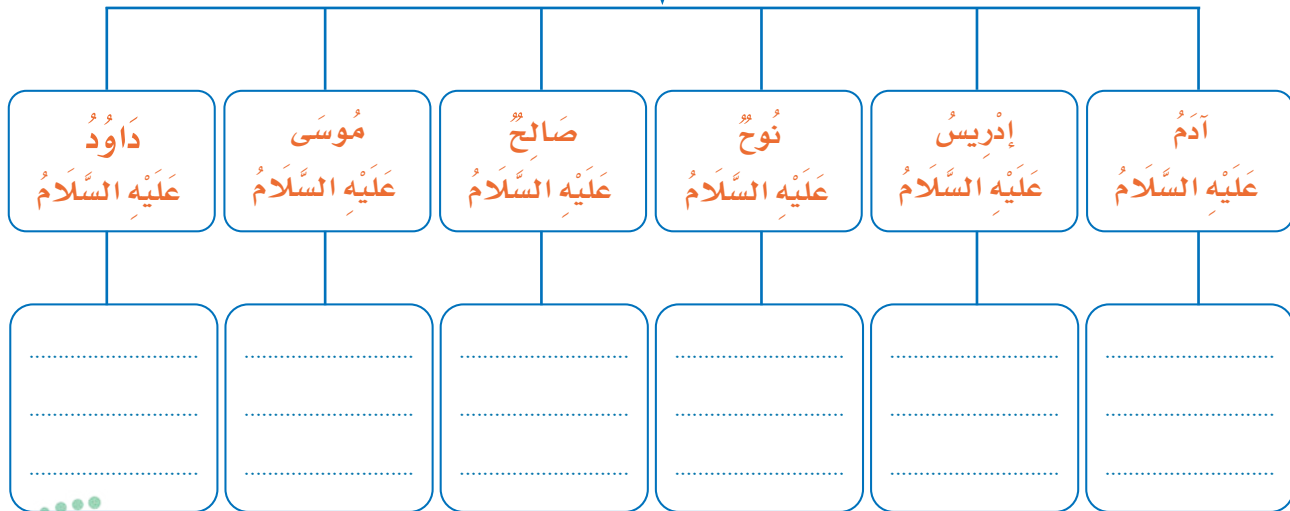 آدَمُ
عَلَيْهِ السَّلَامُ
إِدْرِيسُ
عَلَيْهِ السَّلَامُ
نُوحٌ
عَلَيْهِ السَّلَامُ
صَالِحٌ
عَلَيْهِ السَّلَامُ
مُوسَى
عَلَيْهِ السَّلَامُ
دَاوُدُ
عَلَيْهِ السَّلَامُ